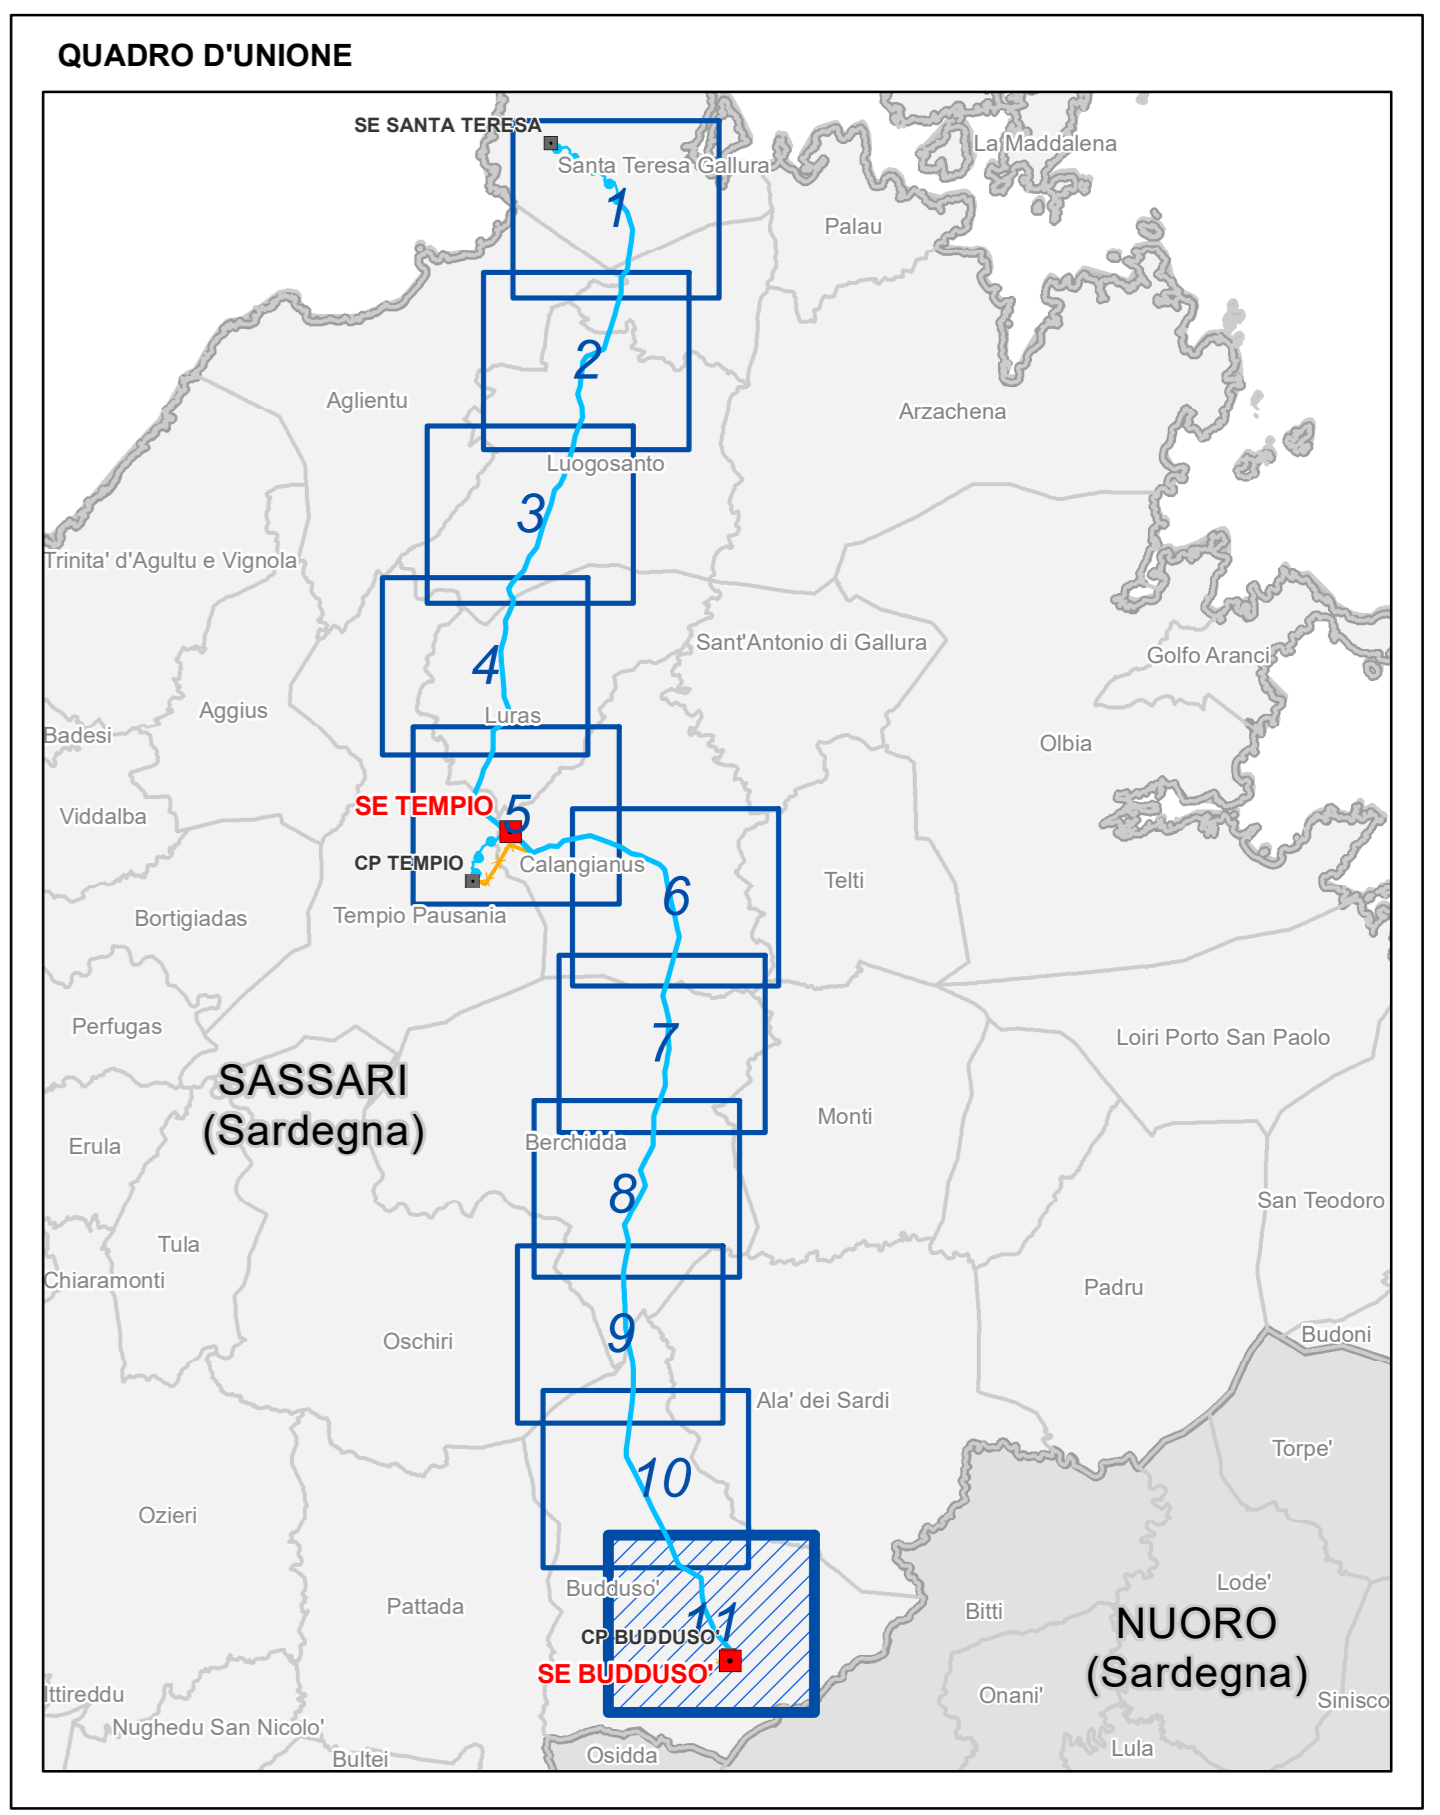 QUADRO D'UNIONE
SE SANTA TERESA
La Maddalena
Santa Teresa Gallura
1
Palau
2
Aglientu
Arzachena
Luogosanto
3
Trinita' d'Agultu e Vignola
Sant'Antonio di Gallura
Golfo Aranci
4
Aggius
Luras
Badesi
Olbia
SE TEMPIO
5
Viddalba
CP TEMPIO
Calangianus
Telti
6
Tempio Pausania
Bortigiadas
Perfugas
Loiri Porto San Paolo
7
SASSARI
(Sardegna)
Monti
Erula
Berchidda
8
San Teodoro
Tula
Chiaramonti
Padru
9
Budoni
Oschiri
Ala' dei Sardi
Torpe'
10
Ozieri
Lode'
Budduso'
Pattada
Bitti
11
NUORO
(Sardegna)
CP BUDDUSO'
SE BUDDUSO'
Ittireddu
Onani'
Sinisco
Nughedu San Nicolo'
Lula
Osidda
Bultei